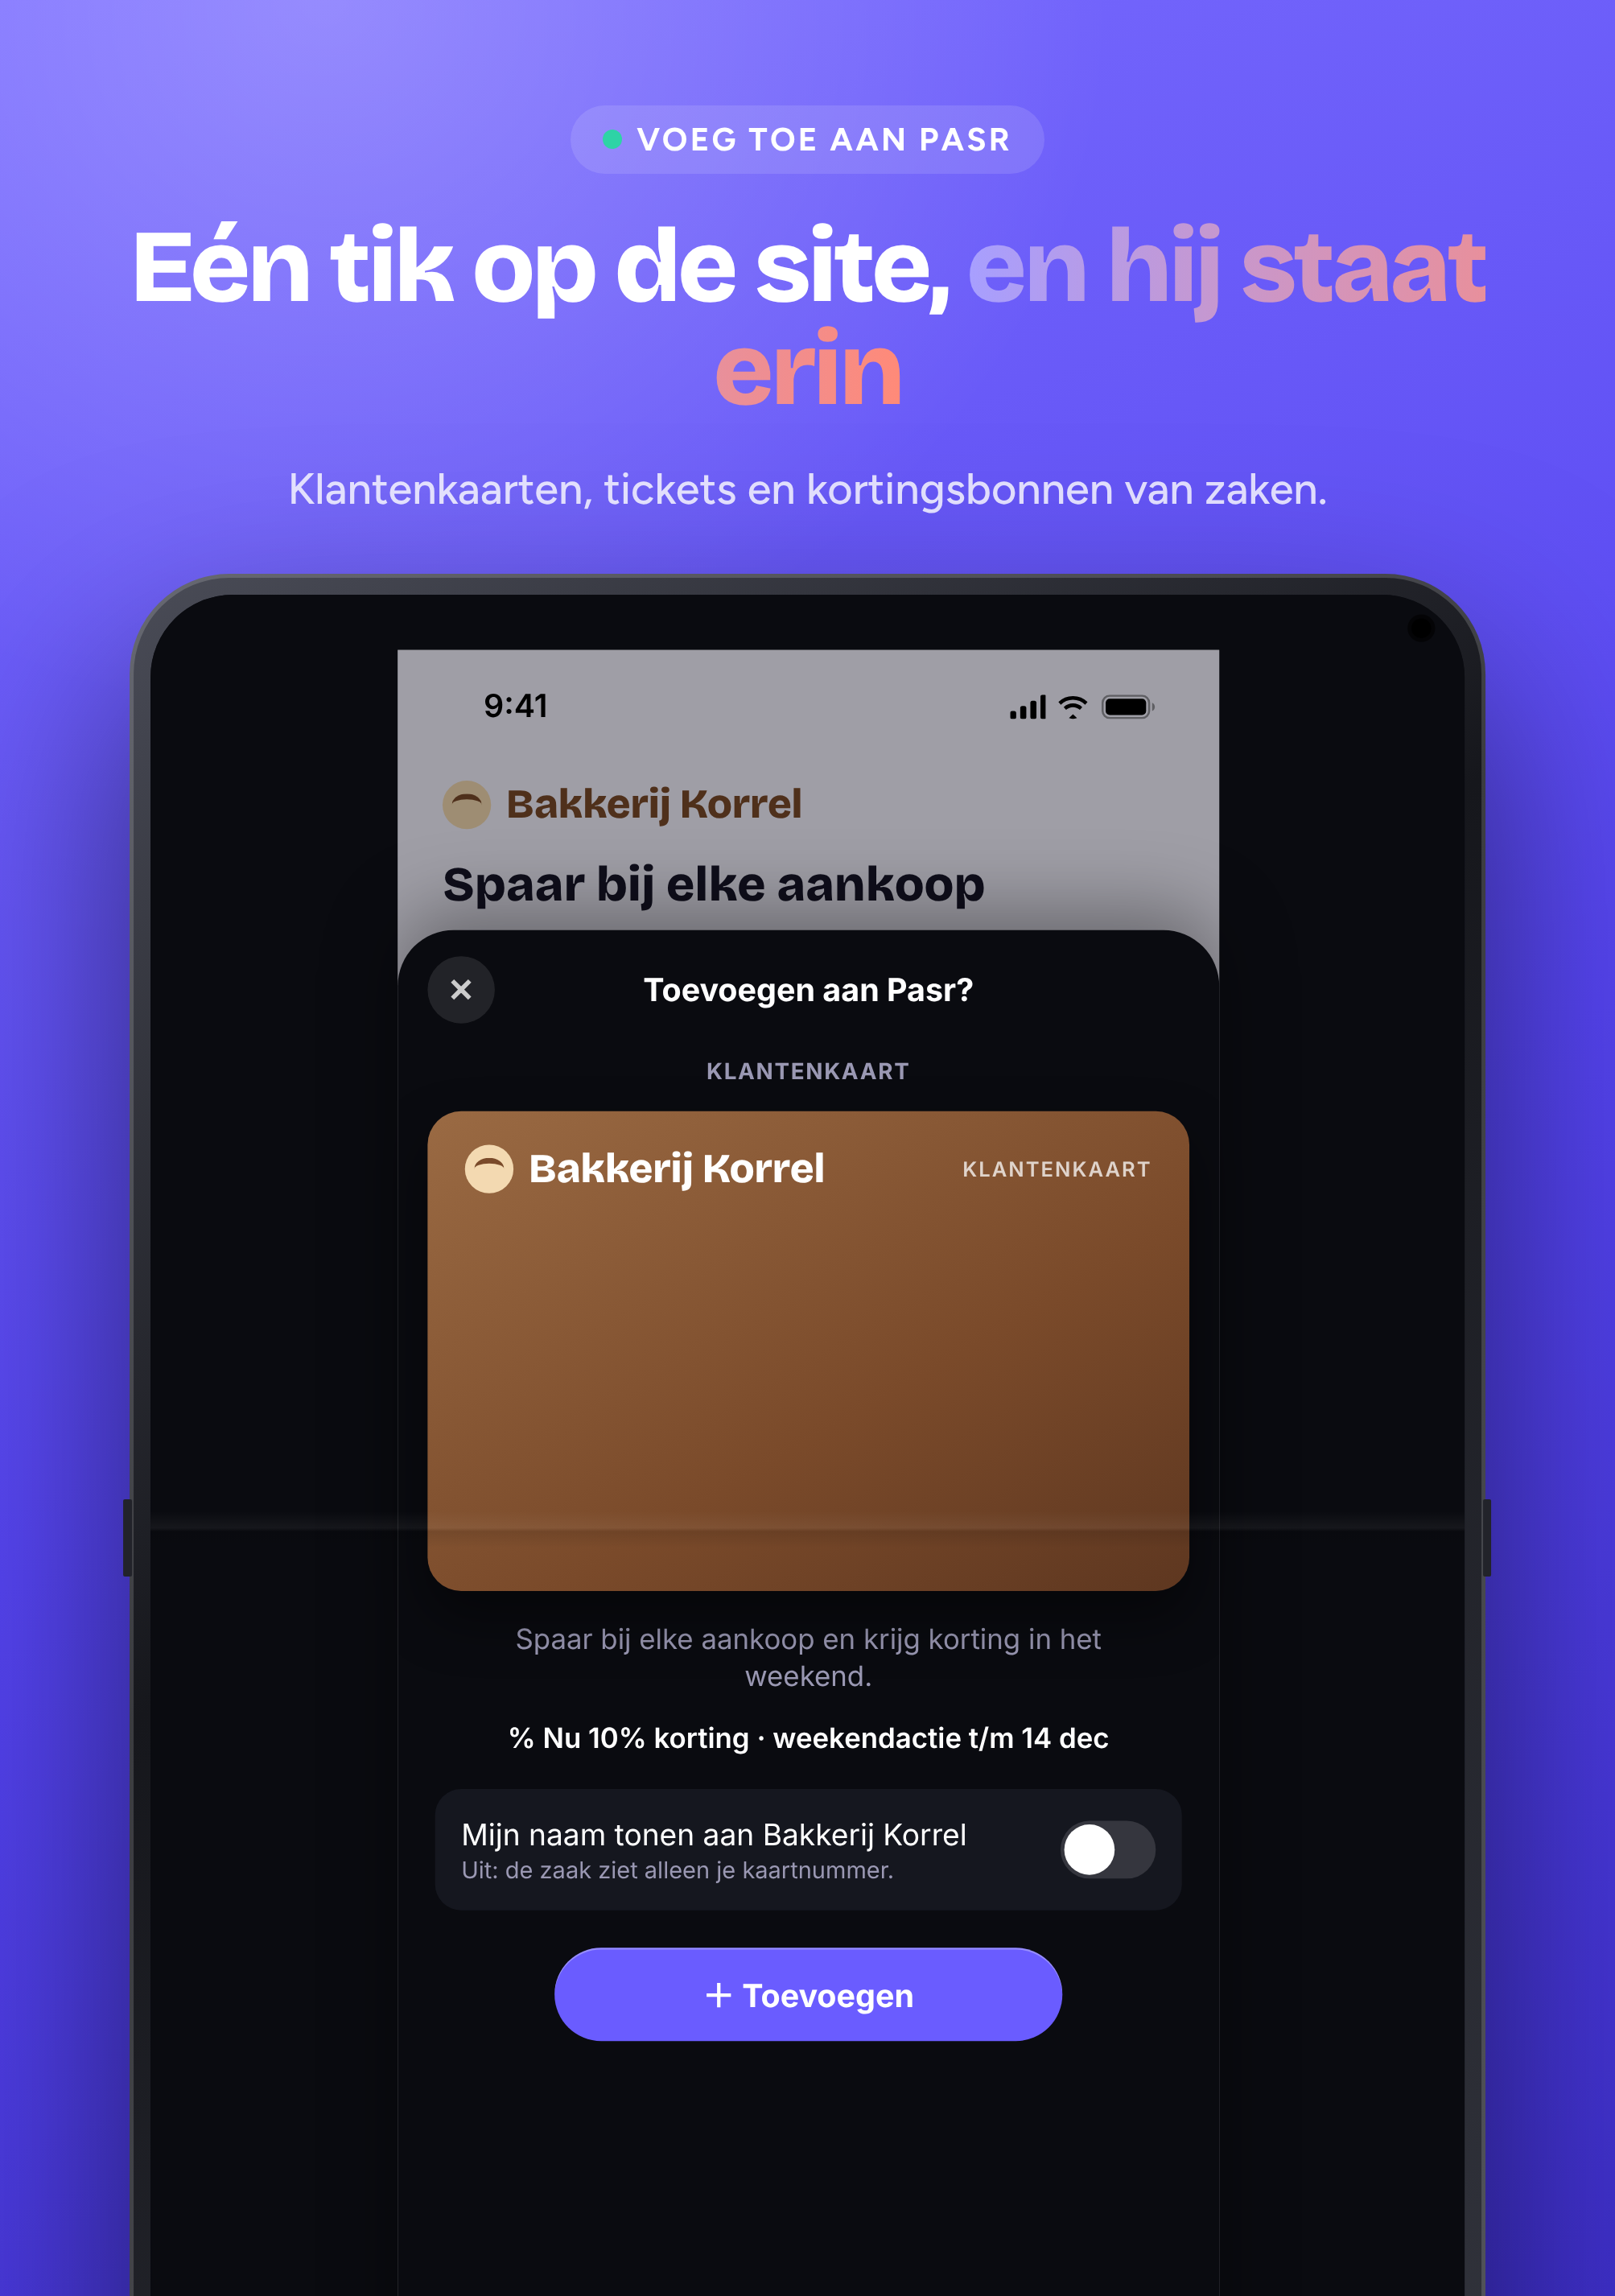 VOEG TOE AAN PASR
Eén tik op de site, en hij staat
erin
Klantenkaarten, tickets en kortingsbonnen van zaken.
9:41
Bakkerij Korrel
Spaar bij elke aankoop
Toevoegen aan Pasr?
KLANTENKAART
Bakkerij Korrel
KLANTENKAART
Spaar bij elke aankoop en krijg korting in het
weekend.
% Nu 10% korting · weekendactie t/m 14 dec
Mijn naam tonen aan Bakkerij Korrel
Uit: de zaak ziet alleen je kaartnummer.
+ Toevoegen